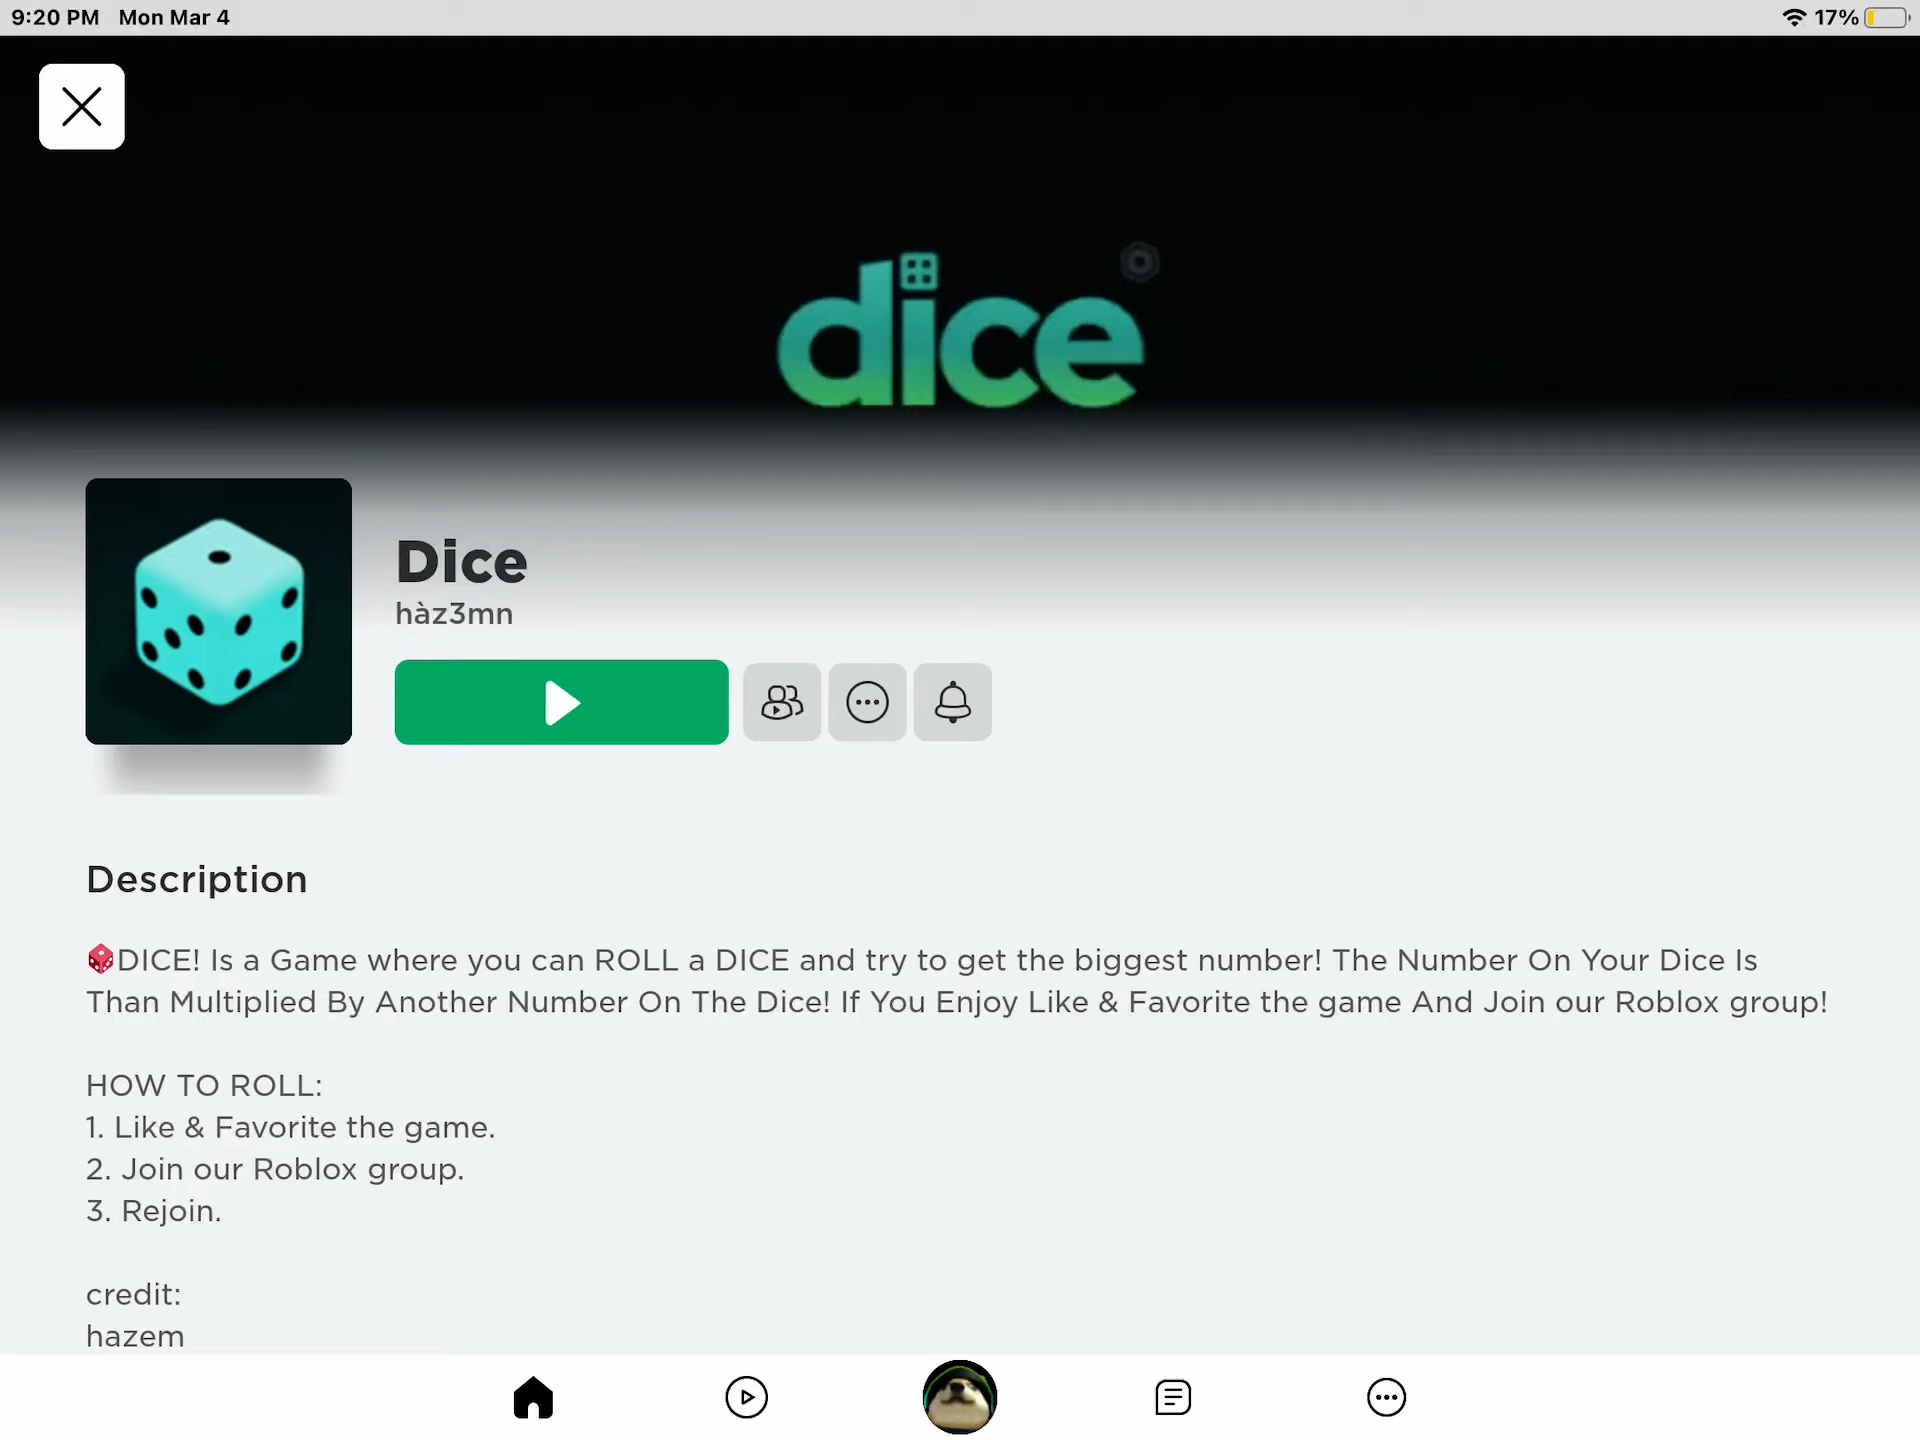 9:20 PM Mon Mar 4 17%
dice
Dice
hàz3mn
Description
🎲DICE! Is a Game where you can ROLL a DICE and try to get the biggest number! The Number On Your Dice Is
Than Multiplied By Another Number On The Dice! If You Enjoy Like & Favorite the game And Join our Roblox group!
HOW TO ROLL:
1. Like & Favorite the game.
2. Join our Roblox group.
3. Rejoin.
credit:
hazem